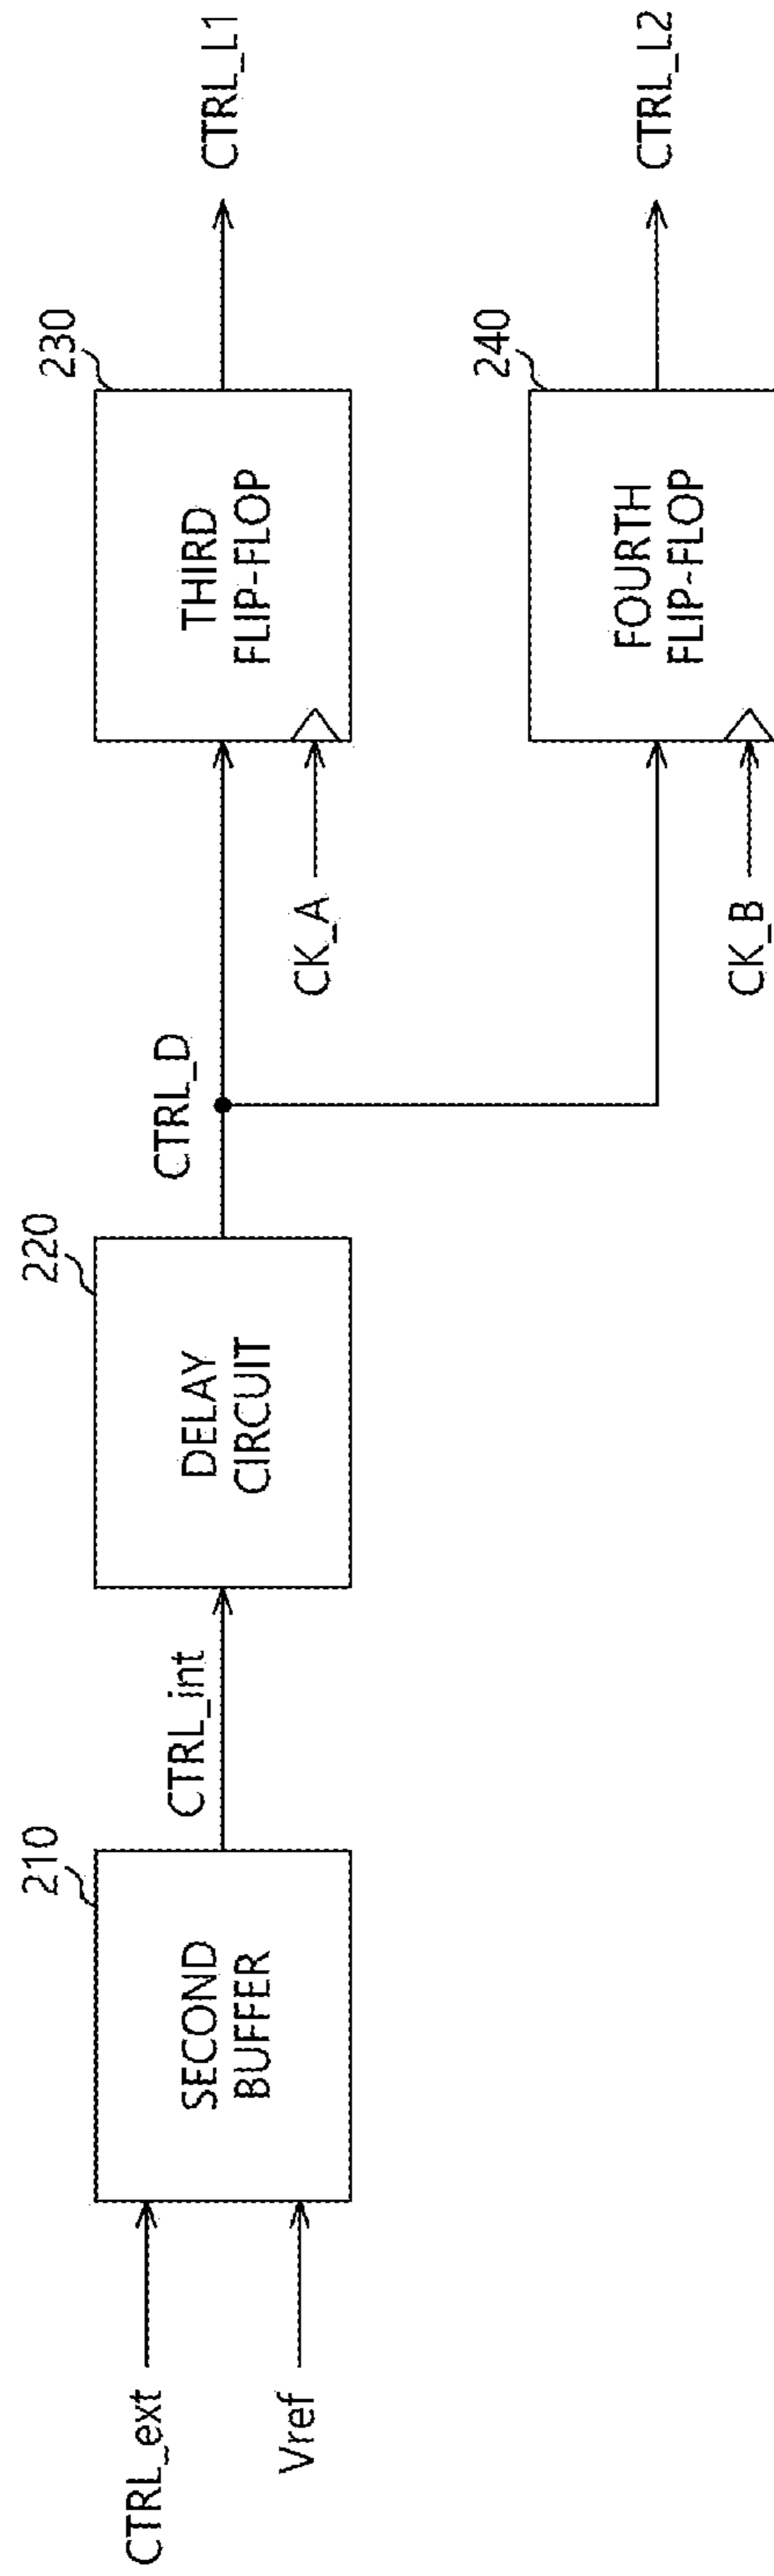 CTRL_ext
Vref
210
SECOND
BUFFER
CTRL_int
220
DELAY
CIRCUIT
CTRL_D
CK_A
230
THIRD
FLIP-FLOP
CTRL_L1
CK_B
240
FOURTH
FLIP-FLOP
CTRL_L2